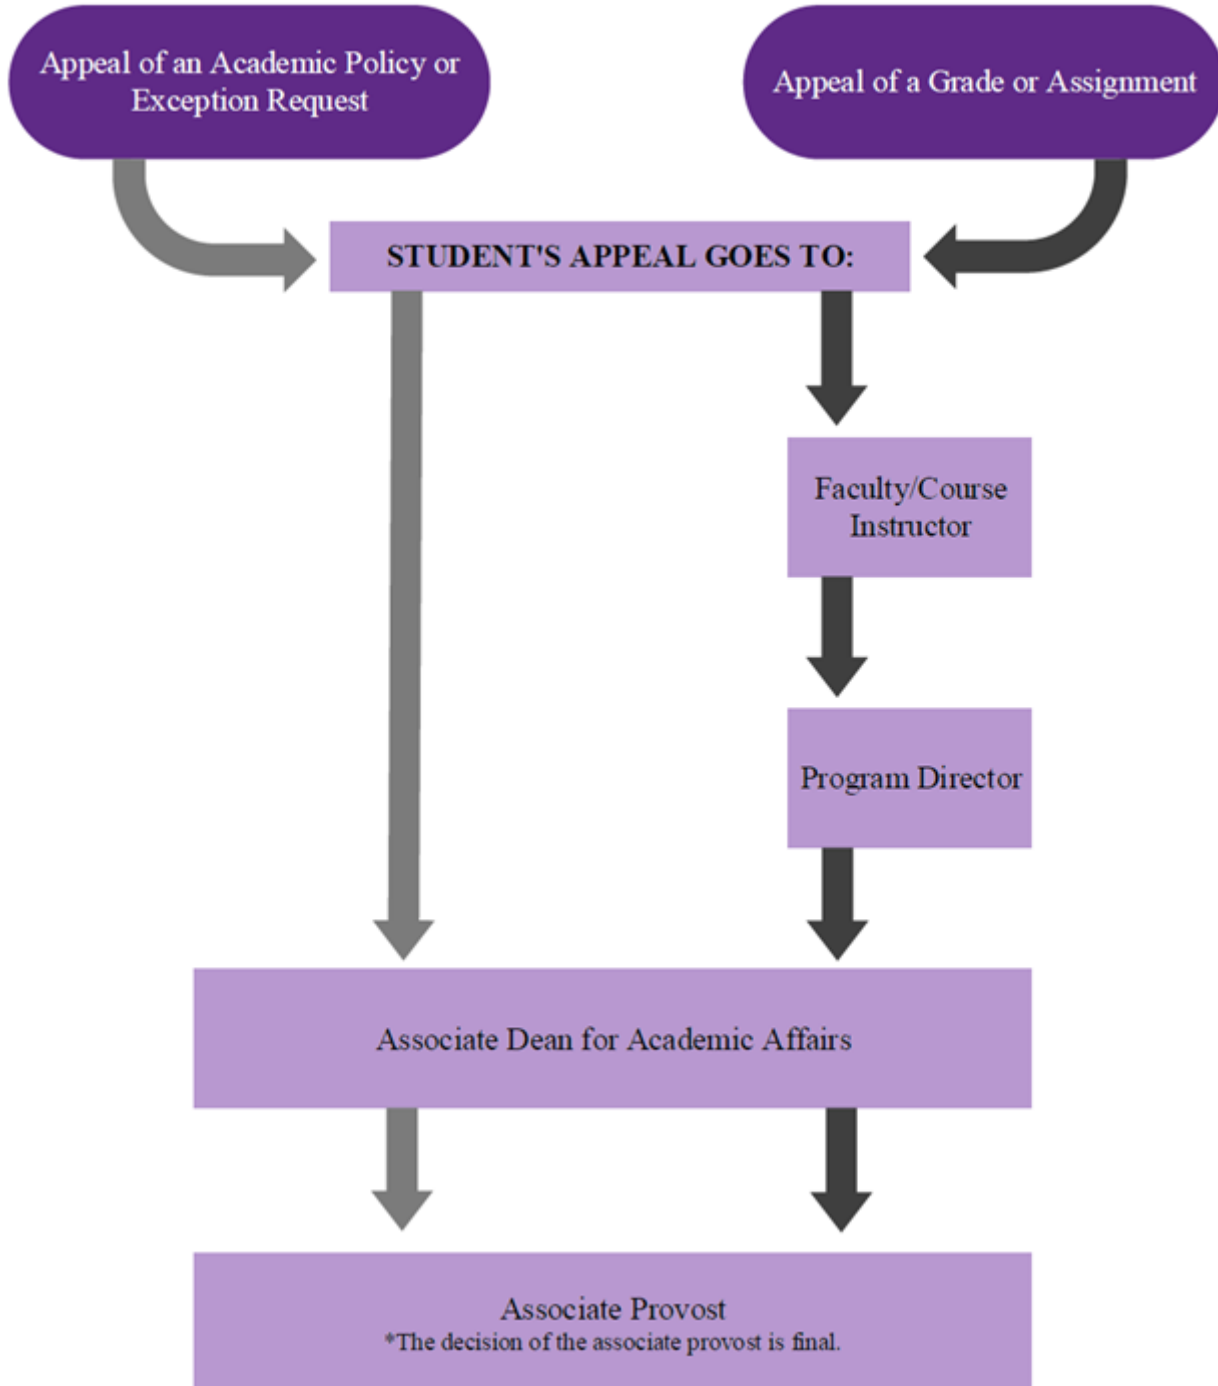 Appeal of an Academic Policy or
Exception Request
Appeal of a Grade or Assignment
STUDENT'S APPEAL GOES TO:
Faculty/Course
Instructor
Program Director
Associate Dean for Academic Affairs
Associate Provost
*The decision of the associate provost is final.